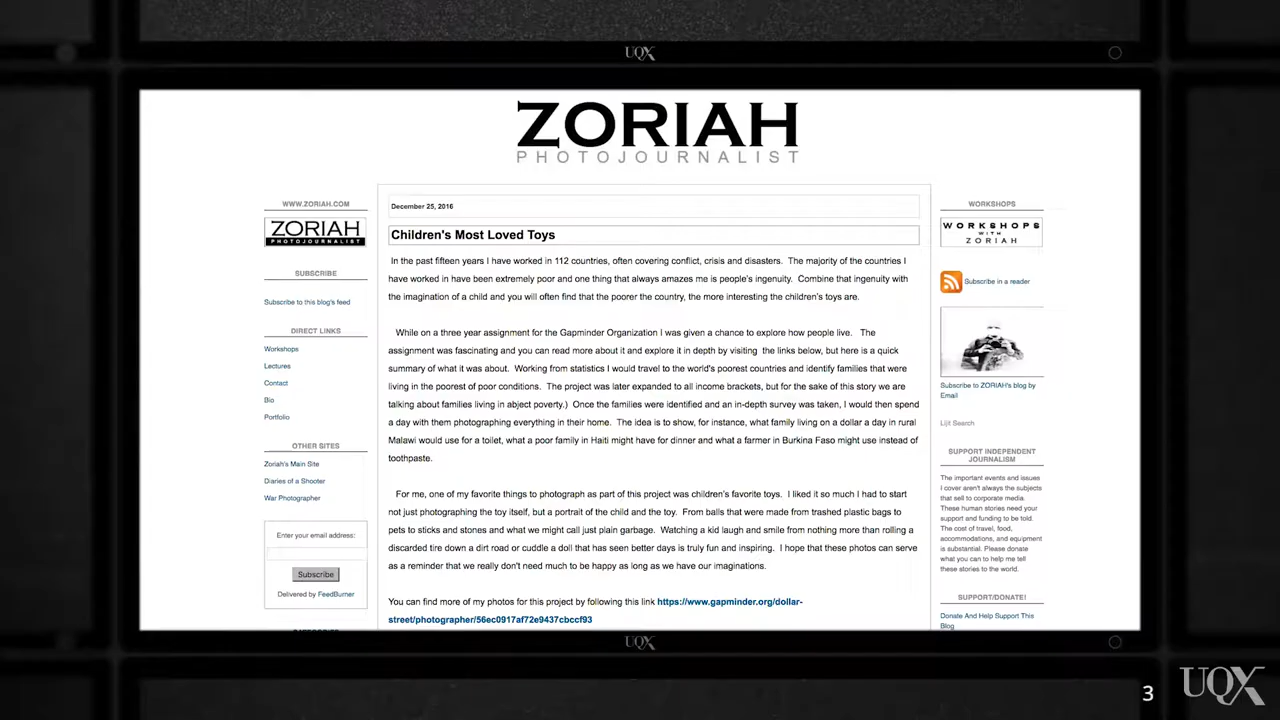 UQX
ZORIAH
PHOTOJOURNALIST
WWW.ZORIAH.COM
ZORIAH
PHOTOJOURNALIST
SUBSCRIBE
Subscribe to this blog's feed
DIRECT LINKS
Workshops
Lectures
Contact
Bio
Portfolio
OTHER SITES
Zoriah's Main Site
Diaries of a Shooter
War Photographer
Enter your email address:
Subscribe
Delivered by FeedBurner
December 25, 2016
Children's Most Loved Toys
In the past fifteen years I have worked in 112 countries, often covering conflict, crisis and disasters. The majority of the countries I
have worked in have been extremely poor and one thing that always amazes me is people's ingenuity. Combine that ingenuity with
the imagination of a child and you will often find that the poorer the country, the more interesting the children's toys are.
While on a three year assignment for the Gapminder Organization I was given a chance to explore how people live. The
assignment was fascinating and you can read more about it and explore it in depth by visiting the links below, but here is a quick
summary of what it was about. Working from statistics I would travel to the world's poorest countries and identify families that were
living in the poorest of poor conditions. The project was later expanded to all income brackets, but for the sake of this story we are
talking about families living in abject poverty.) Once the families were identified and an in-depth survey was taken, I would then spend
a day with them photographing everything in their home. The idea is to show, for instance, what family living on a dollar a day in rural
Malawi would use for a toilet, what a poor family in Haiti might have for dinner and what a farmer in Burkina Faso might use instead of
toothpaste.
For me, one of my favorite things to photograph as part of this project was children's favorite toys. I liked it so much I had to start
not just photographing the toy itself, but a portrait of the child and the toy. From balls that were made from trashed plastic bags to
pets to sticks and stones and what we might call just plain garbage. Watching a kid laugh and smile from nothing more than rolling a
discarded tire down a dirt road or cuddle a doll that has seen better days is truly fun and inspiring. I hope that these photos can serve
as a reminder that we really don't need much to be happy as long as we have our imaginations.
You can find more of my photos for this project by following this link https://www.gapminder.org/dollar-
street/photographer/56ec0917af72e9437cbccf93
WORKSHOPS
WORKSHOPS
WITH
ZORIAH
Subscribe in a reader
Subscribe to ZORIAH's blog by
Email
Lijit Search
SUPPORT INDEPENDENT
JOURNALISM
The important events and issues
I cover aren't always the subjects
that sell to corporate media.
These human stories need your
support and funding to be told.
The cost of travel, food,
accommodations, and equipment
is substantial. Please donate
what you can to help me tell
these stories to the world.
SUPPORT/DONATE!
Donate And Help Support This
Blog
UQX
3
UQX